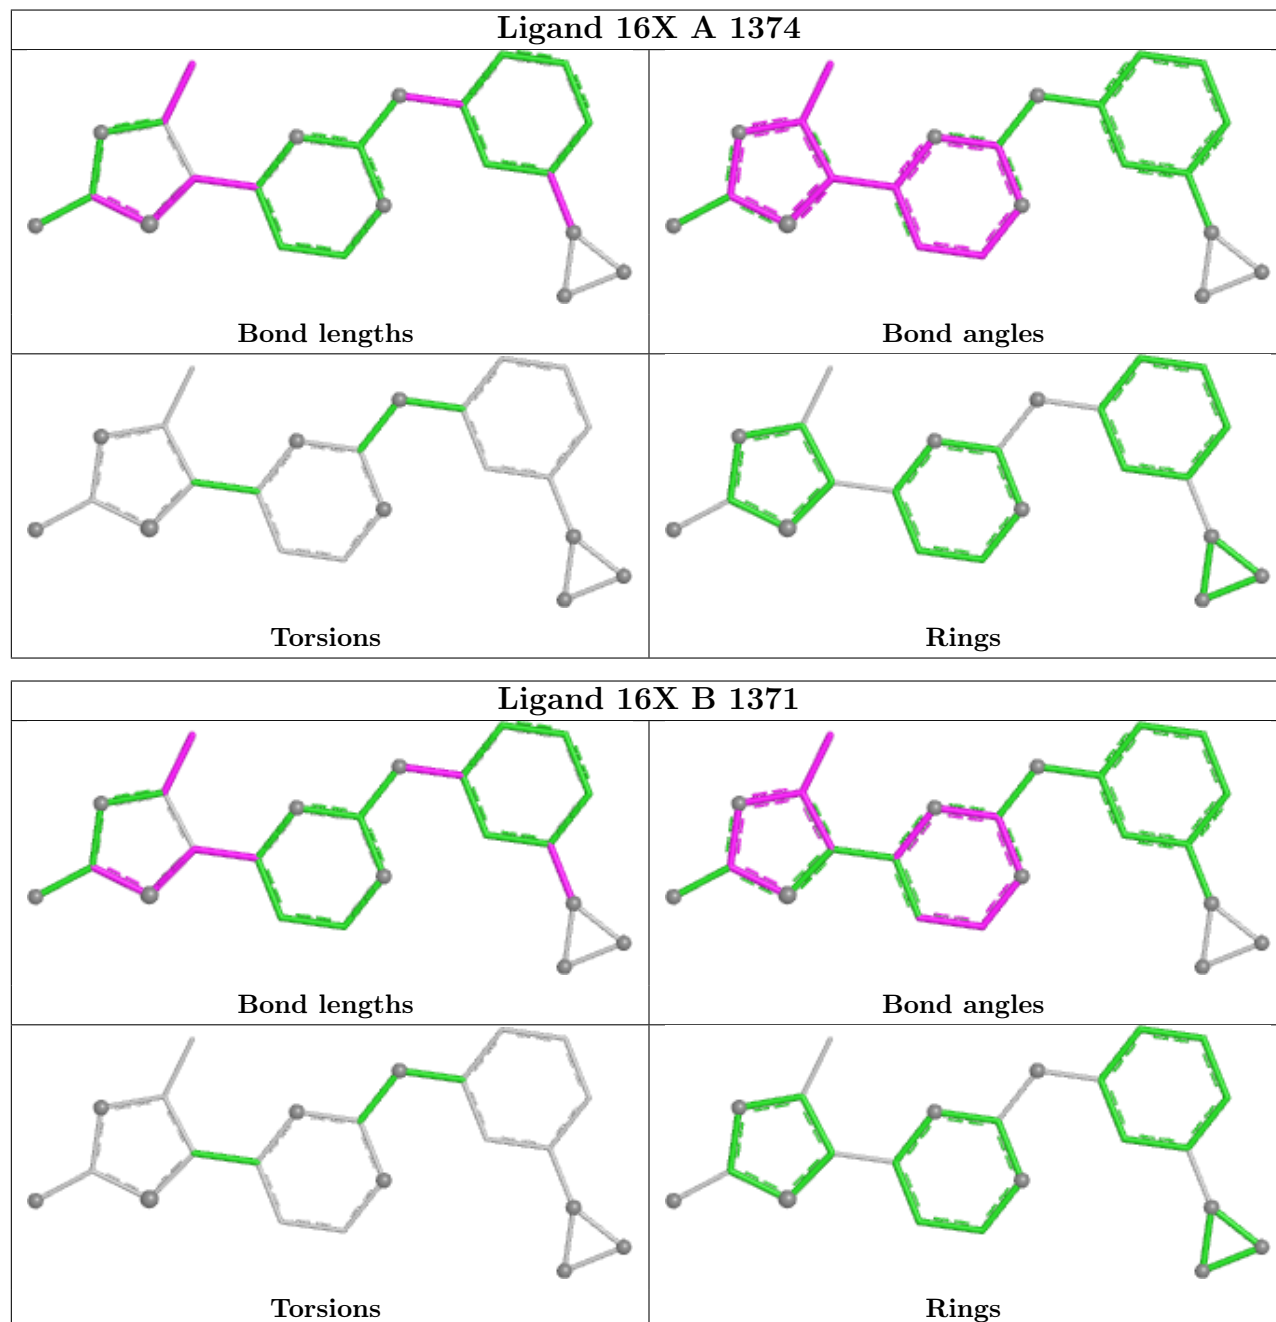 Ligand 16X A 1374
Bond lengths
Bond angles
Torsions
Rings
Ligand 16X B 1371
Bond lengths
Bond angles
Torsions
Rings